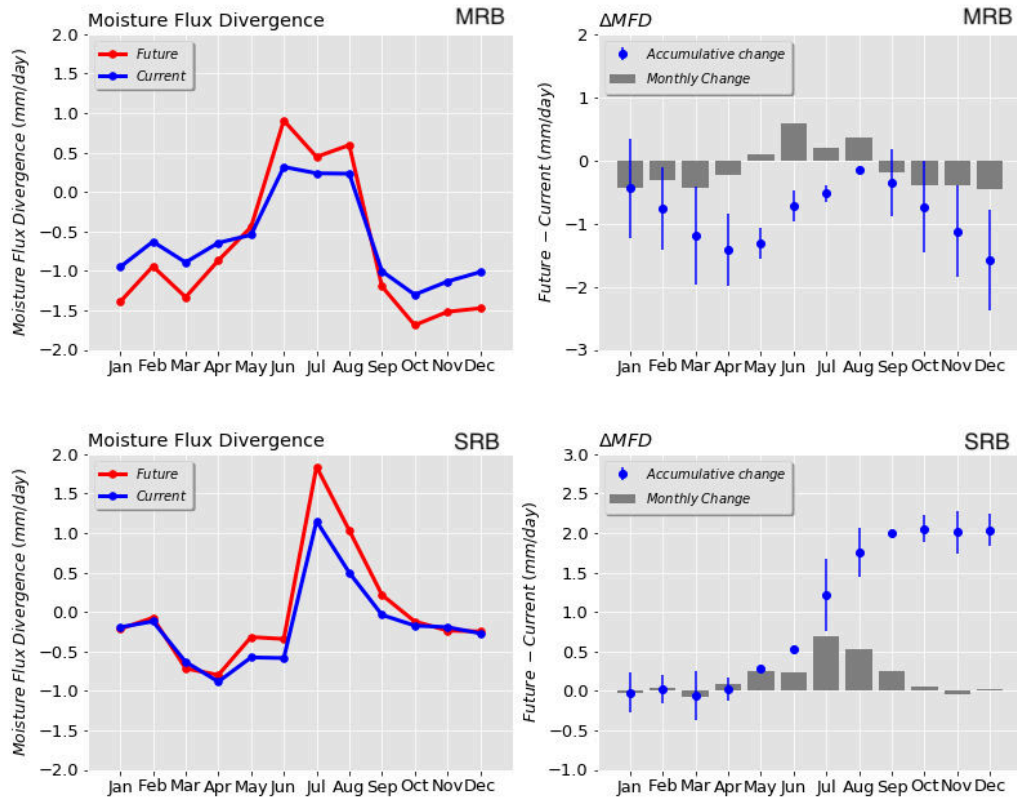 Moisture Flux Divergence MRB
Future
Current
Moisture Flux Divergence (mm/day)
2.0
1.5
1.0
0.5
0.0
−0.5
−1.0
−1.5
−2.0
Jan Feb Mar Apr May Jun Jul Aug Sep Oct Nov Dec
ΔMFD MRB
Accumulative change
Monthly Change
Future − Current (mm/day)
2
1
0
−1
−2
−3
Jan Feb Mar Apr May Jun Jul Aug Sep Oct Nov Dec
Moisture Flux Divergence SRB
Future
Current
Moisture Flux Divergence (mm/day)
2.0
1.5
1.0
0.5
0.0
−0.5
−1.0
−1.5
−2.0
Jan Feb Mar Apr May Jun Jul Aug Sep Oct Nov Dec
ΔMFD SRB
Accumulative change
Monthly Change
Future − Current (mm/day)
3.0
2.5
2.0
1.5
1.0
0.5
0.0
−0.5
−1.0
Jan Feb Mar Apr May Jun Jul Aug Sep Oct Nov Dec